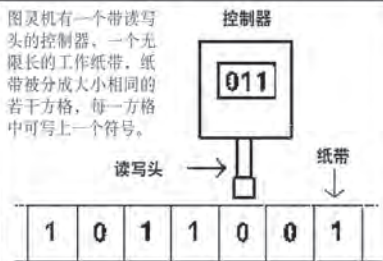 图灵机有一个带读写
头的控制器、一个无
限长的工作纸带，纸
带被分成大小相同的
若干方格，每一方格
中可写上一个符号。
控制器
011
读写头
纸带
1 0 1 1 0 0 1